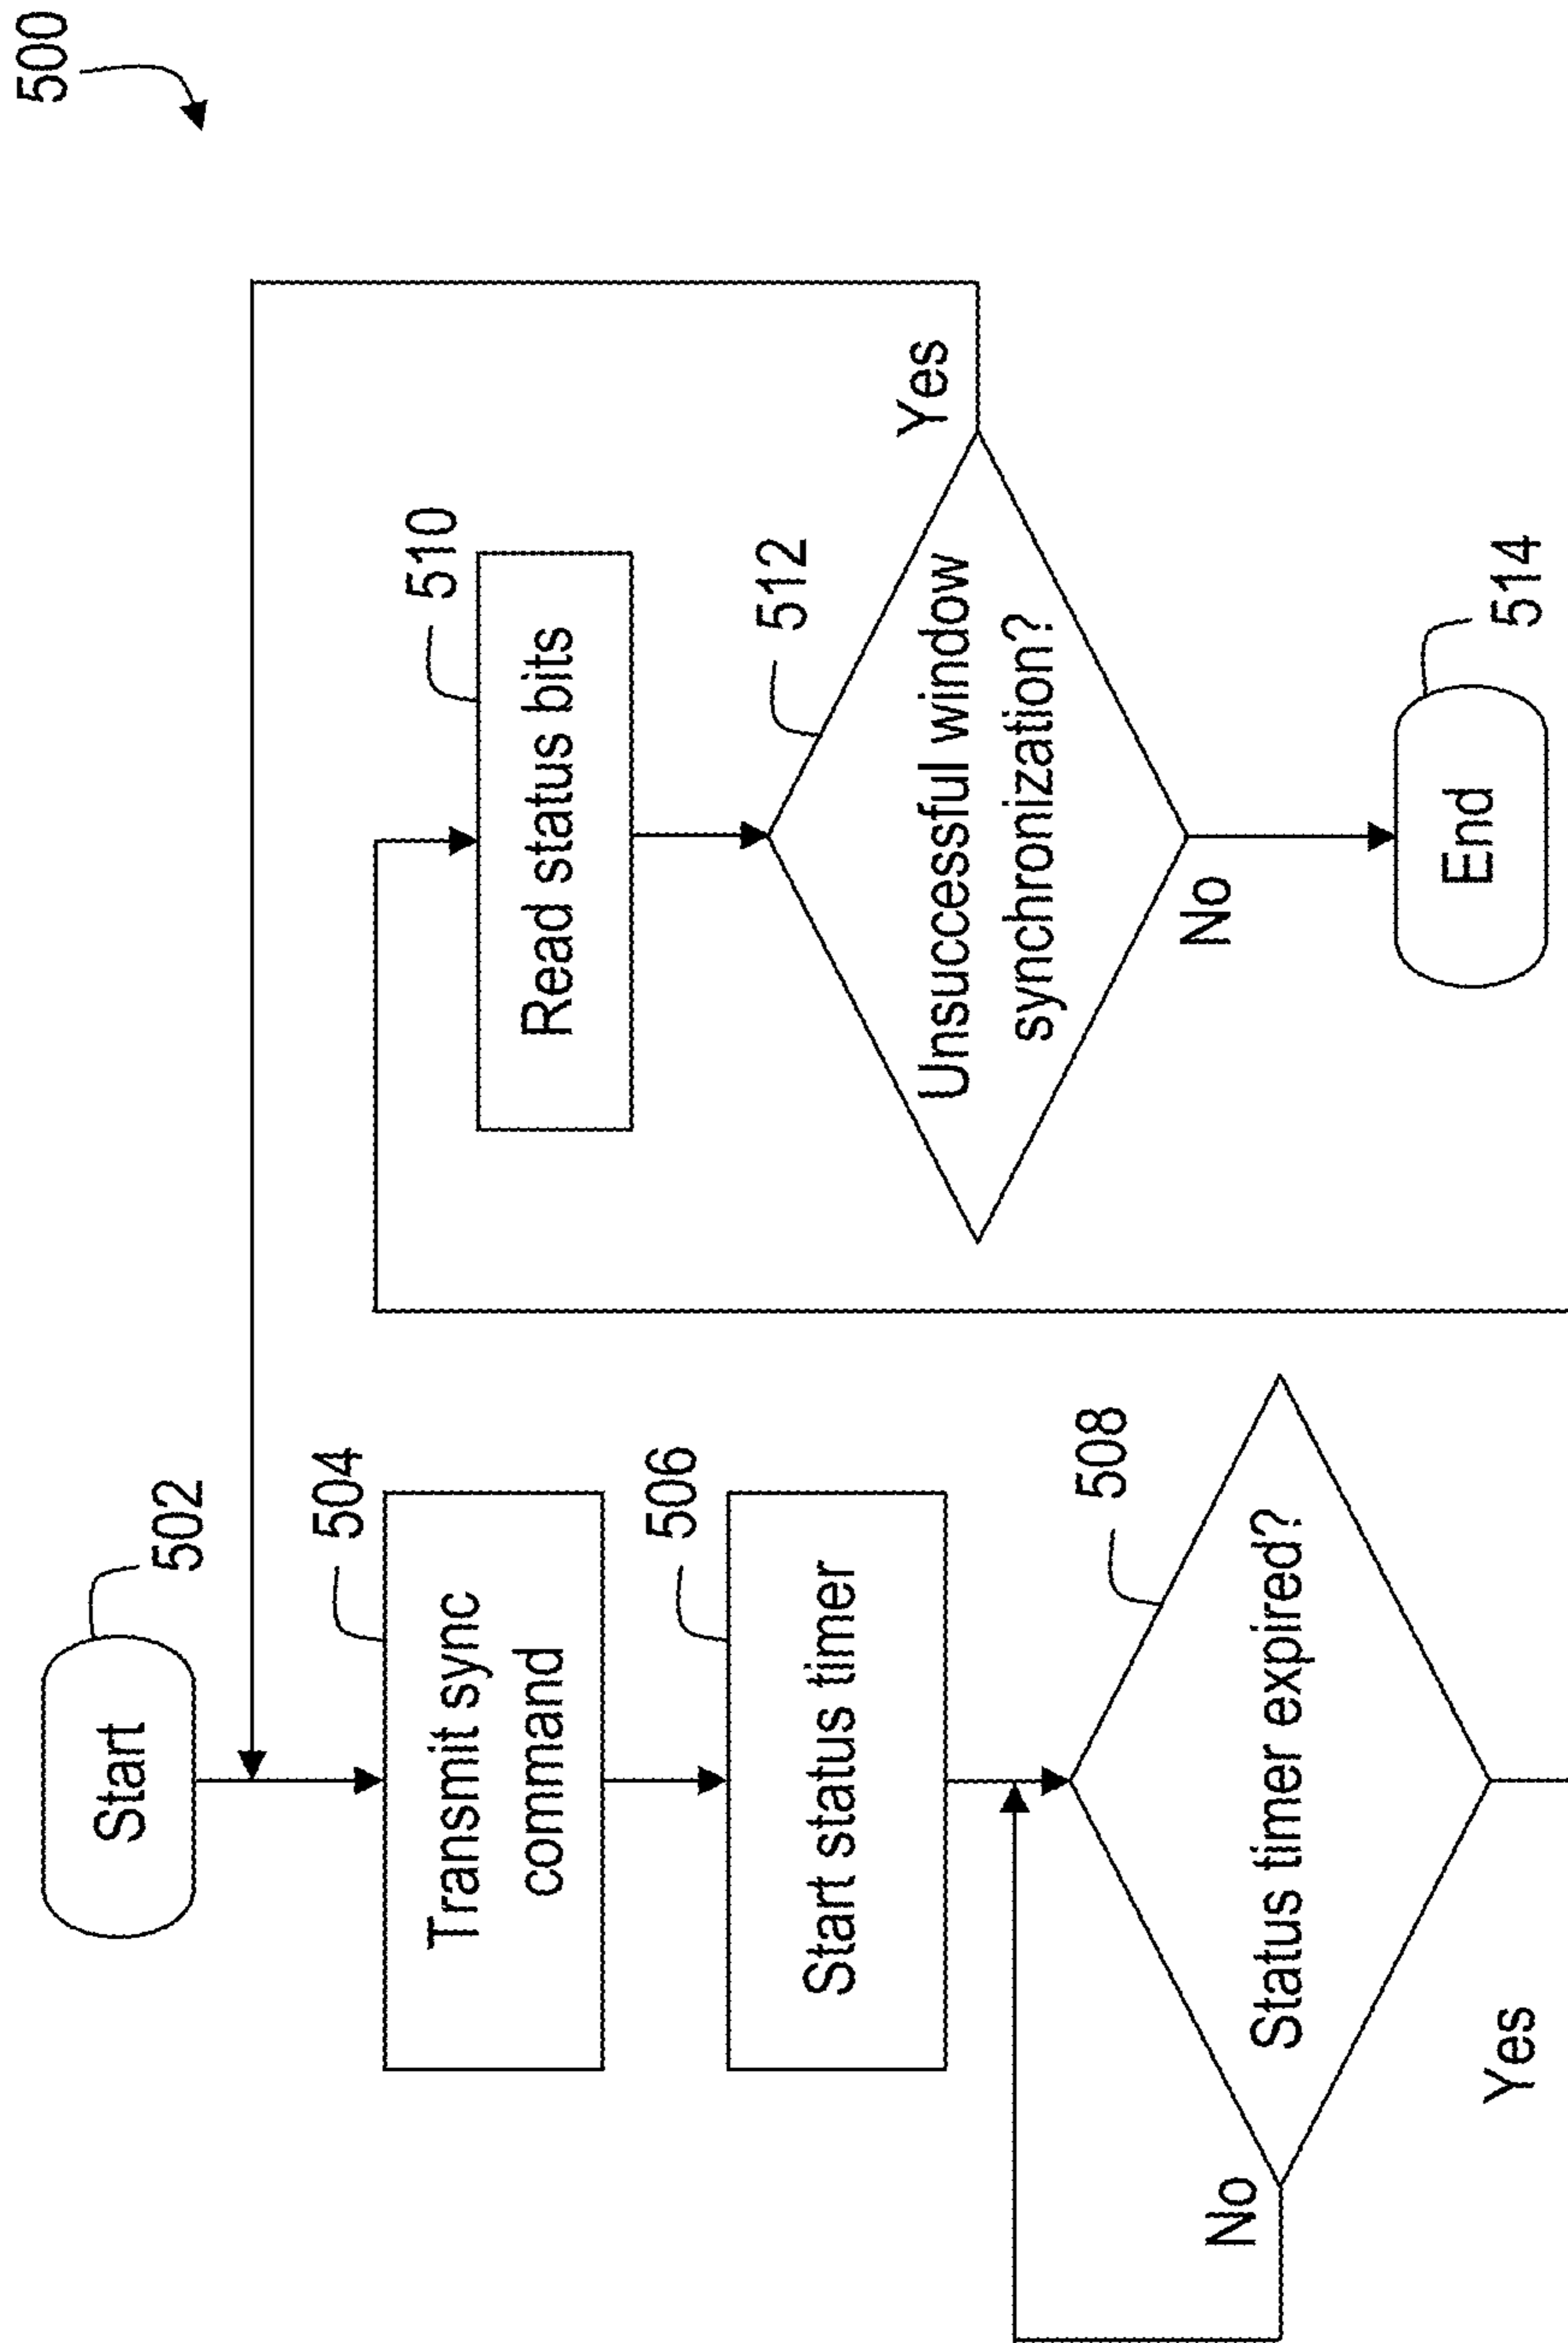 500
Start
502
504
Transmit sync
command
506
Start status timer
508
Status timer expired?
No
Yes
510
Read status bits
512
Unsuccessful window
synchronization?
Yes
No
End
514